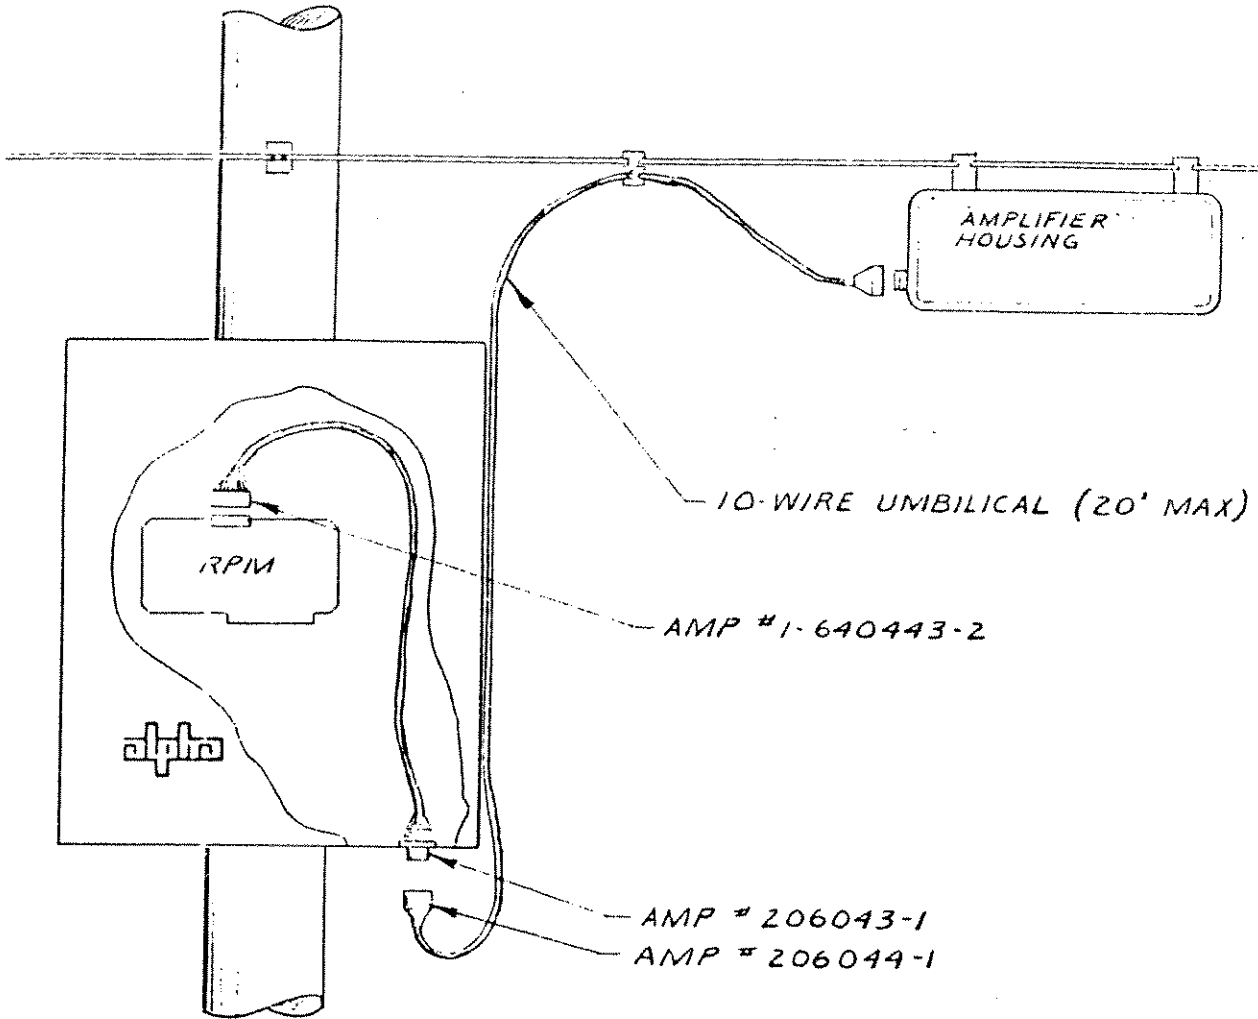 AMPLIFIER
HOUSING
10-WIRE UMBILICAL (20' MAX)
RPM
AMP #1-640443-2
alpha
AMP # 206043-1
AMP # 206044-1